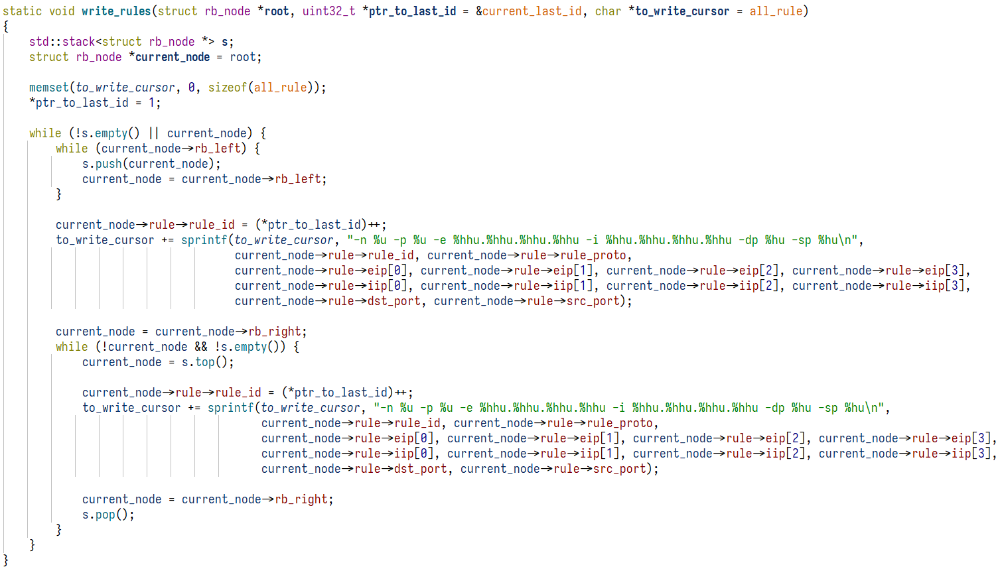 static void write_rules(struct rb_node *root, uint32_t *ptr_to_last_id = &current_last_id, char *to_write_cursor = all_rule)
{
    std::stack<struct rb_node *> s;
    struct rb_node *current_node = root;

    memset(to_write_cursor, 0, sizeof(all_rule));
    *ptr_to_last_id = 1;

    while (!s.empty() || current_node) {
        while (current_node->rb_left) {
            s.push(current_node);
            current_node = current_node->rb_left;
        }

        current_node->rule->rule_id = (*ptr_to_last_id)++;
        to_write_cursor += sprintf(to_write_cursor, "-n %u -p %u -e %hhu.%hhu.%hhu.%hhu -i %hhu.%hhu.%hhu.%hhu -dp %hu -sp %hu\n",
                                   current_node->rule->rule_id, current_node->rule->rule_proto,
                                   current_node->rule->eip[0], current_node->rule->eip[1], current_node->rule->eip[2], current_node->rule->eip[3],
                                   current_node->rule->iip[0], current_node->rule->iip[1], current_node->rule->iip[2], current_node->rule->iip[3],
                                   current_node->rule->dst_port, current_node->rule->src_port);

        current_node = current_node->rb_right;
        while (!current_node && !s.empty()) {
            current_node = s.top();

            current_node->rule->rule_id = (*ptr_to_last_id)++;
            to_write_cursor += sprintf(to_write_cursor, "-n %u -p %u -e %hhu.%hhu.%hhu.%hhu -i %hhu.%hhu.%hhu.%hhu -dp %hu -sp %hu\n",
                                       current_node->rule->rule_id, current_node->rule->rule_proto,
                                       current_node->rule->eip[0], current_node->rule->eip[1], current_node->rule->eip[2], current_node->rule->eip[3],
                                       current_node->rule->iip[0], current_node->rule->iip[1], current_node->rule->iip[2], current_node->rule->iip[3],
                                       current_node->rule->dst_port, current_node->rule->src_port);

            current_node = current_node->rb_right;
            s.pop();
        }
    }
}